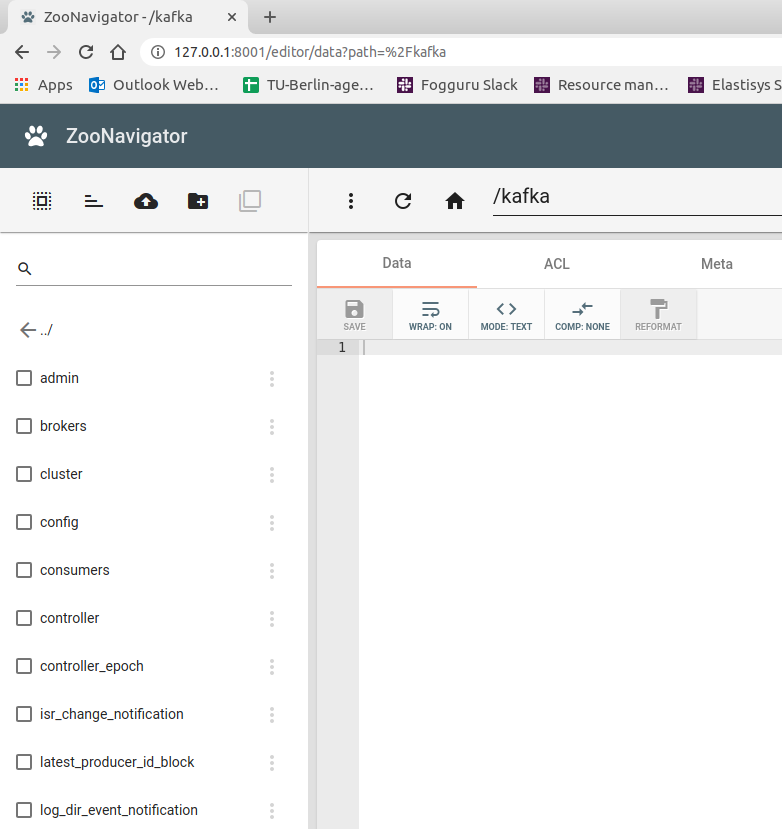 ZooNavigator - /kafka
127.0.0.1:8001/editor/data?path=%2Fkafka
Apps Outlook Web… TU-Berlin-age… Fogguru Slack Resource man… Elastisys S
ZooNavigator
/kafka
Data ACL Meta
SAVE WRAP: ON MODE: TEXT COMP: NONE REFORMAT
1
../
admin
brokers
cluster
config
consumers
controller
controller_epoch
isr_change_notification
latest_producer_id_block
log_dir_event_notification